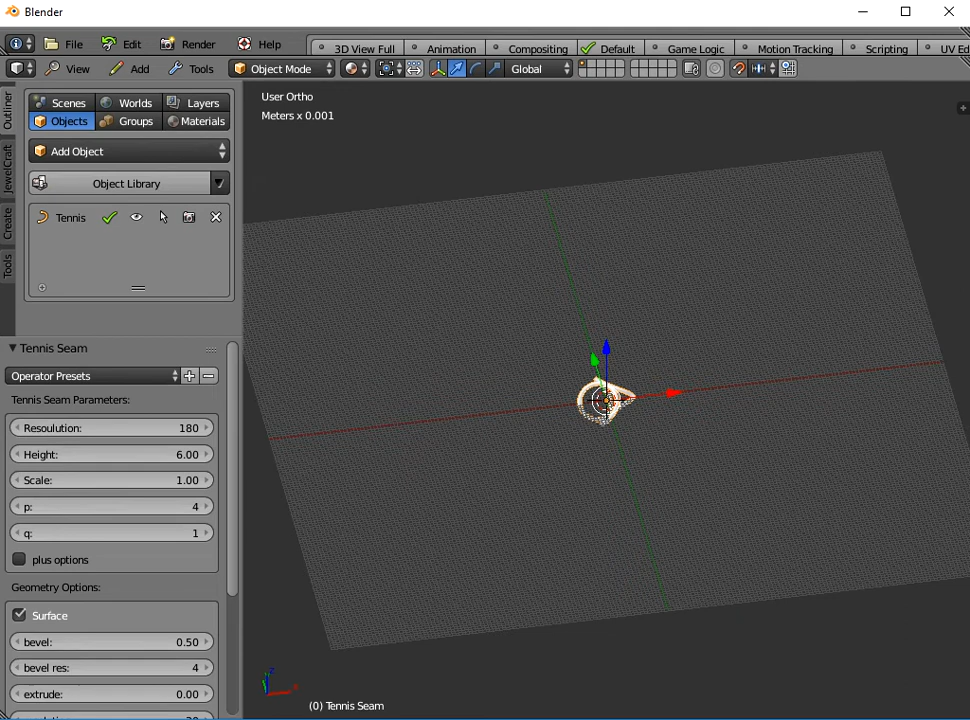 Blender
File Edit Render Help 3D View Full Animation Compositing Default Game Logic Motion Tracking Scripting UV Ed
View Add Tools Object Mode Global
Outliner
JewelCraft
Create
Tools
Scenes Worlds Layers
Objects Groups Materials
Add Object
Object Library
Tennis
Tennis Seam
Operator Presets
Tennis Seam Parameters:
Resoulution: 180
Height: 6.00
Scale: 1.00
p: 4
q: 1
plus options
Geometry Options:
Surface
bevel: 0.50
bevel res: 4
extrude: 0.00
User Ortho
Meters x 0.001
z
x
(0) Tennis Seam